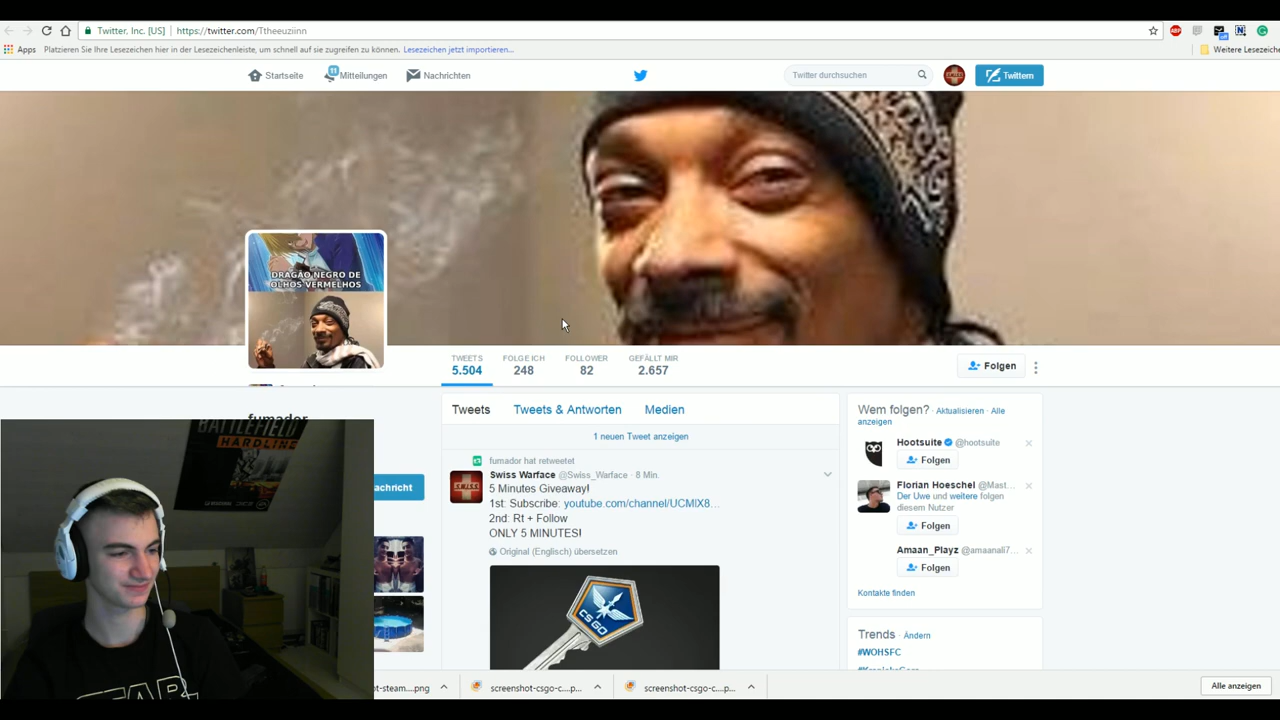 Twitter, Inc. [US] https://twitter.com/Ttheeuziinn
Apps Platzieren Sie Ihre Lesezeichen hier in der Lesezeichenleiste, um schnell auf sie zugreifen zu können. Lesezeichen jetzt importieren...
Weitere Lesezeiche
Startseite
11
Mitteilungen
Nachrichten
Twitter durchsuchen
Twittern
DRAGÃO NEGRO DE
OLHOS VERMELHOS
TWEETS FOLGE ICH FOLLOWER GEFÄLLT MIR
5.504 248 82 2.657
Folgen
fumador
BATTLEFIELD
HARDLINE
achricht
Tweets Tweets & Antworten Medien
1 neuen Tweet anzeigen
fumador hat retweetet
Swiss Warface @Swiss_Warface · 8 Min.
5 Minutes Giveaway!
1st: Subscribe: youtube.com/channel/UCMlX8...
2nd: Rt + Follow
ONLY 5 MINUTES!
Original (Englisch) übersetzen
CS GO
Wem folgen? · Aktualisieren · Alle
anzeigen
Hootsuite @hootsuite
Folgen
Florian Hoeschel @Mast...
Der Uwe und weitere folgen
diesem Nutzer
Folgen
Amaan_Playz @amaanali7...
Folgen
Kontakte finden
Trends · Ändern
#WOHSFC
ot-steam....png
screenshot-csgo-c....p...
screenshot-csgo-c....p...
Alle anzeigen